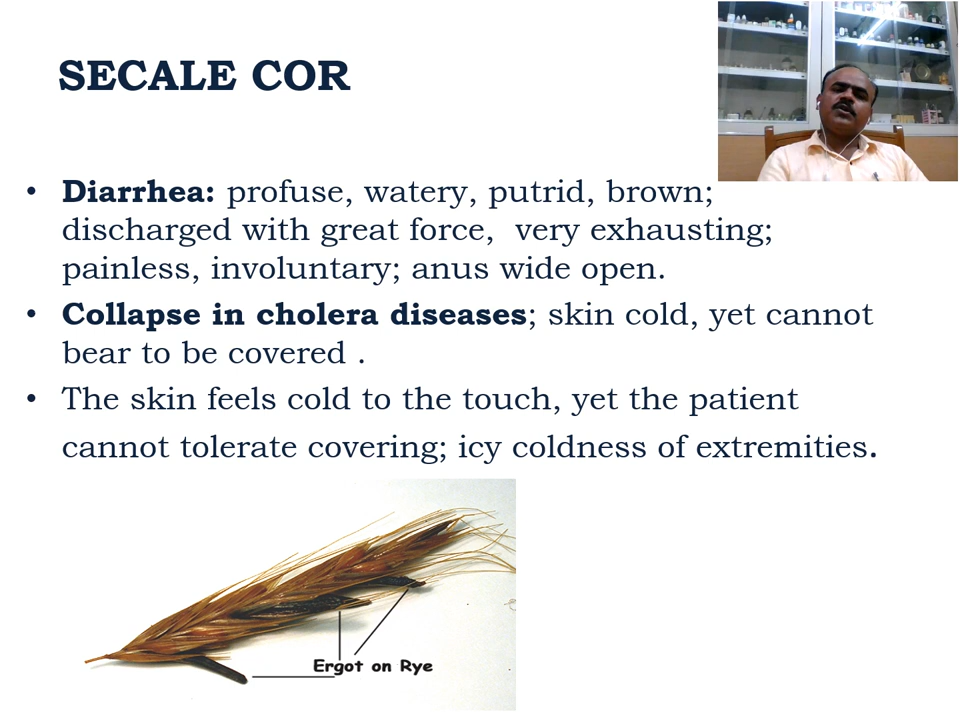 SECALE COR
• Diarrhea: profuse, watery, putrid, brown;
discharged with great force,  very exhausting;
painless, involuntary; anus wide open.
• Collapse in cholera diseases; skin cold, yet cannot
bear to be covered .
• The skin feels cold to the touch, yet the patient
cannot tolerate covering; icy coldness of extremities.
Ergot on Rye